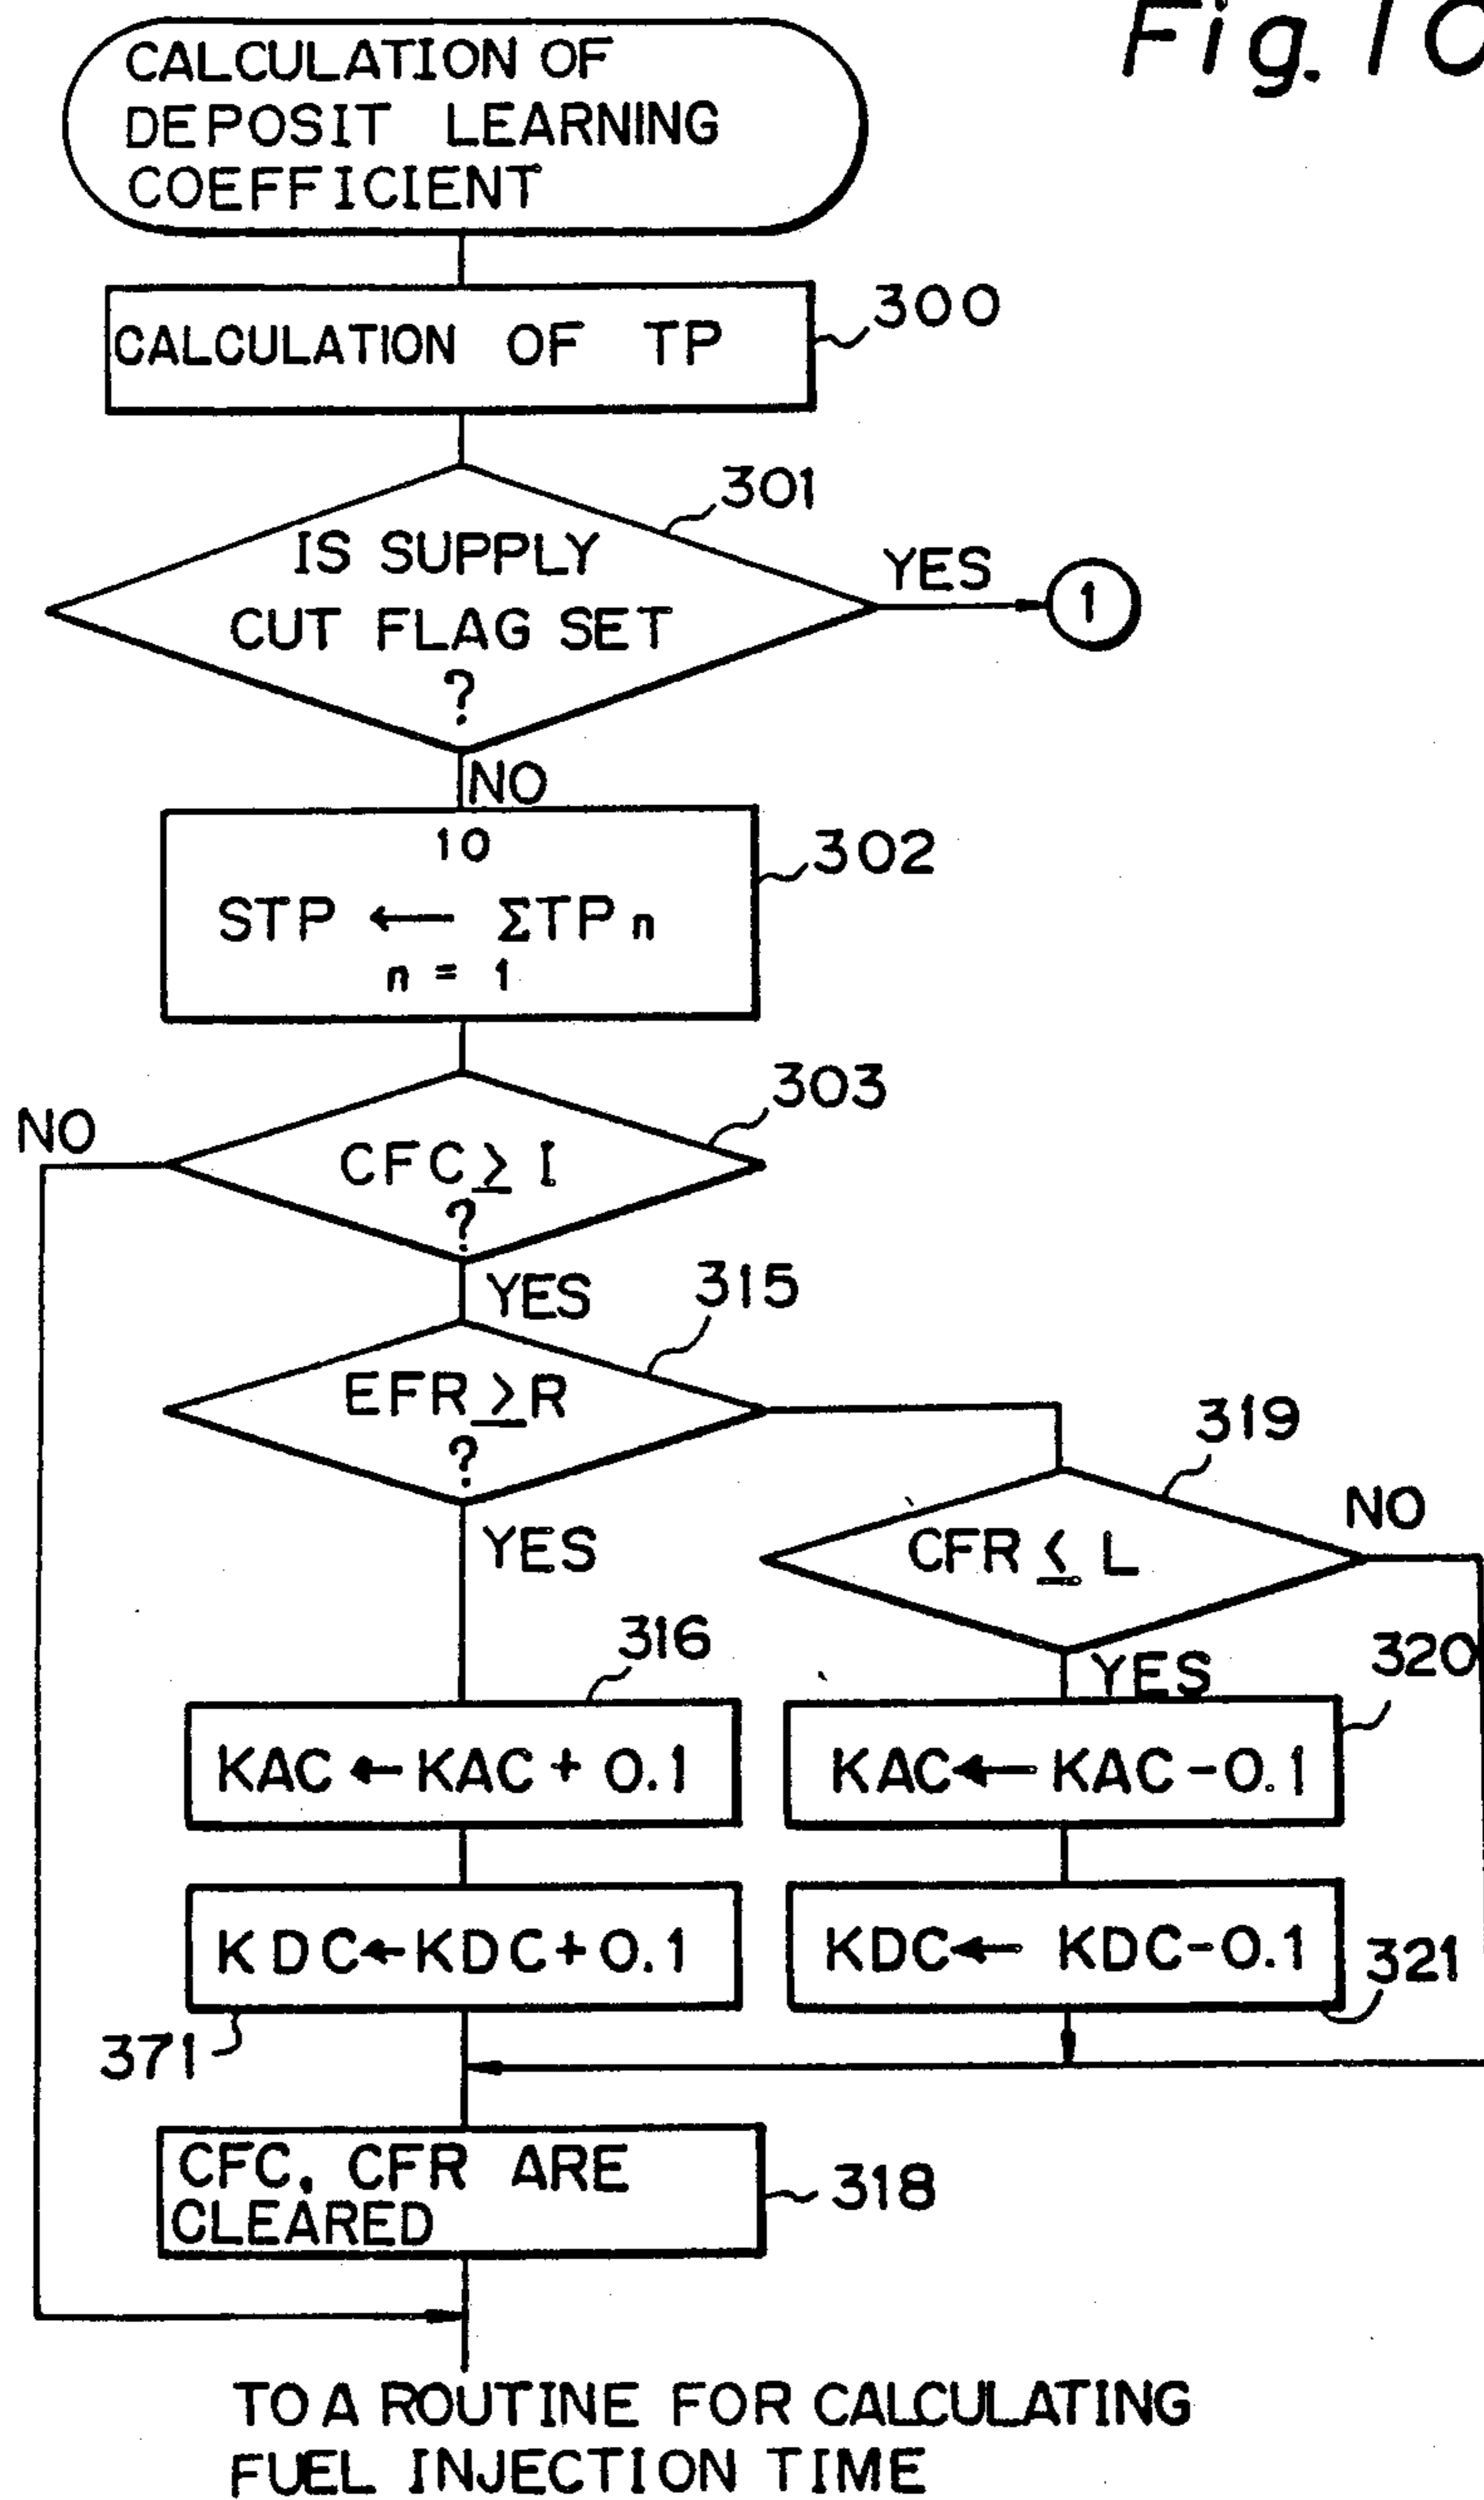 Fig. 10
CALCULATION OF
DEPOSIT LEARNING
COEFFICIENT
CALCULATION OF TP
300
IS SUPPLY
CUT FLAG SET
?
301
YES
1
NO
10
STP ← ΣTPn
n = 1
302
CFC ≥ I
?
303
NO
YES
EFR ≥ R
?
315
YES
CFR ≤ L
319
NO
YES
KAC ← KAC + 0.1
316
KAC ← KAC - 0.1
320
KDC ← KDC + 0.1
371
KDC ← KDC - 0.1
321
CFC, CFR ARE
CLEARED
318
TO A ROUTINE FOR CALCULATING
FUEL INJECTION TIME